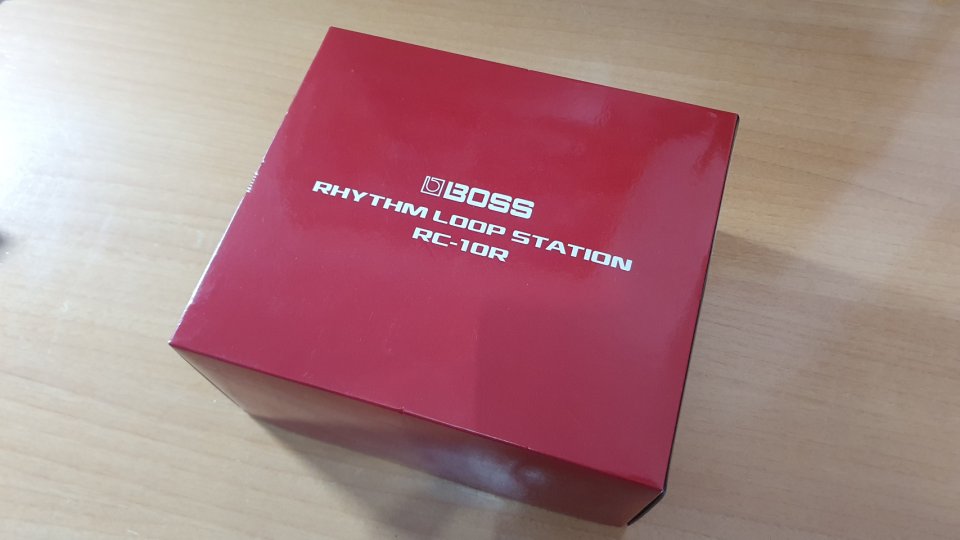 BOSS
RHYTHM LOOP STATION
RC-10R